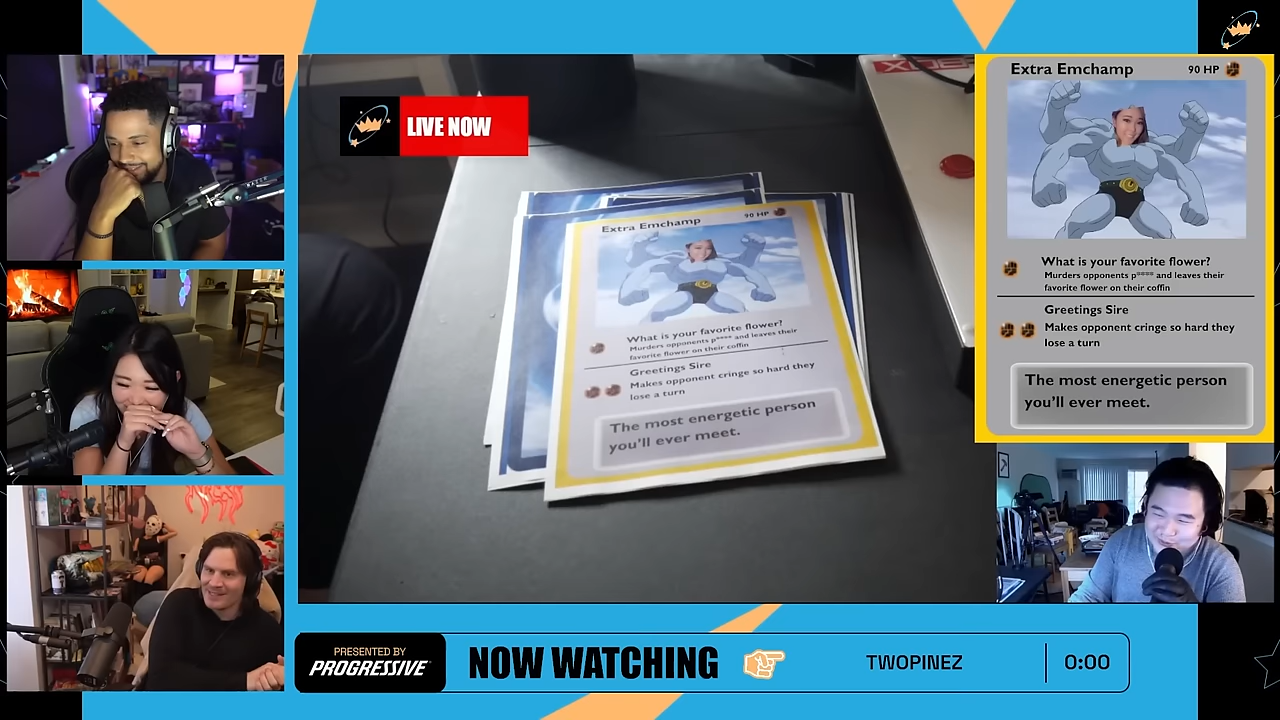 LIVE NOW
XBOX
Extra Emchamp
90 HP
What is your favorite flower?
Murders opponents p**** and leaves their
favorite flower on their coffin
Greetings Sire
Makes opponent cringe so hard they
lose a turn
The most energetic person
you'll ever meet.
Extra Emchamp
90 HP
What is your favorite flower?
Murders opponents p**** and leaves their
favorite flower on their coffin
Greetings Sire
Makes opponent cringe so hard they
lose a turn
The most energetic person
you'll ever meet.
PRESENTED BY
PROGRESSIVE
NOW WATCHING
TWOPINEZ
0:00